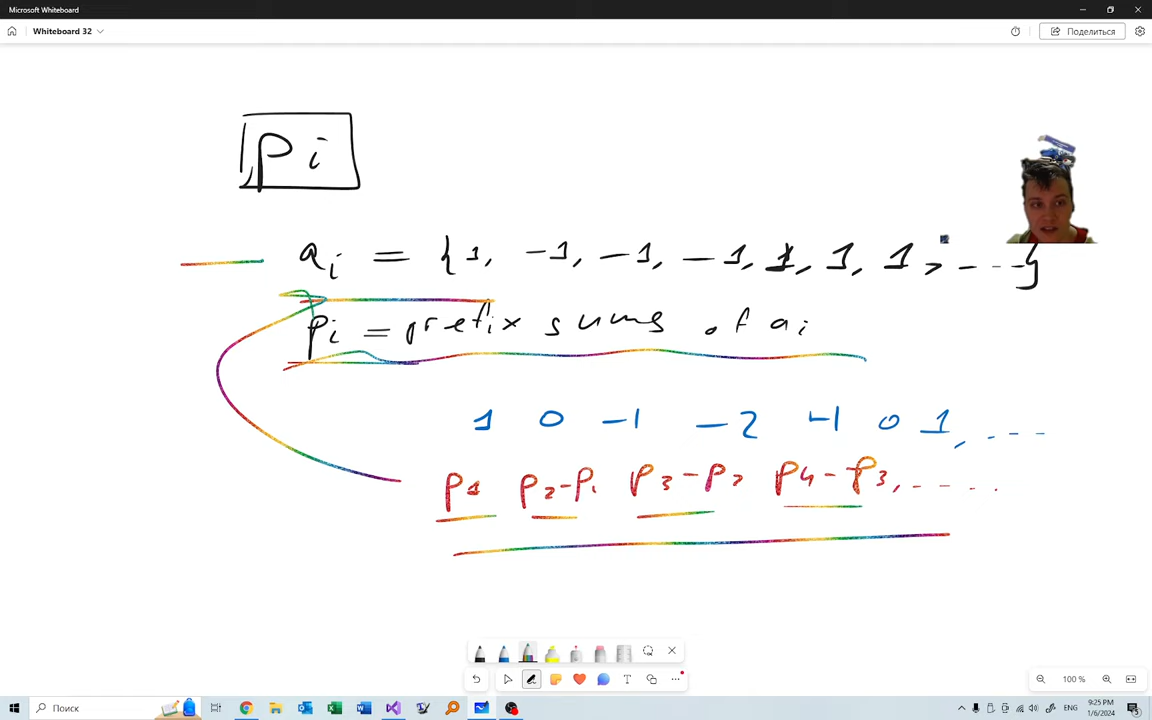 Microsoft Whiteboard
Whiteboard 32
Поделиться
Pi
ai = {1, -1, -1, -1, 1, 1, 1, ...}
Pi = prefix sums of ai
1 0 -1 -2 -1 0 1, ...
P1 P2-P1 P3-P2 P4-P3, ...
100 %
Поиск
ENG
9:25 PM
1/6/2024
5